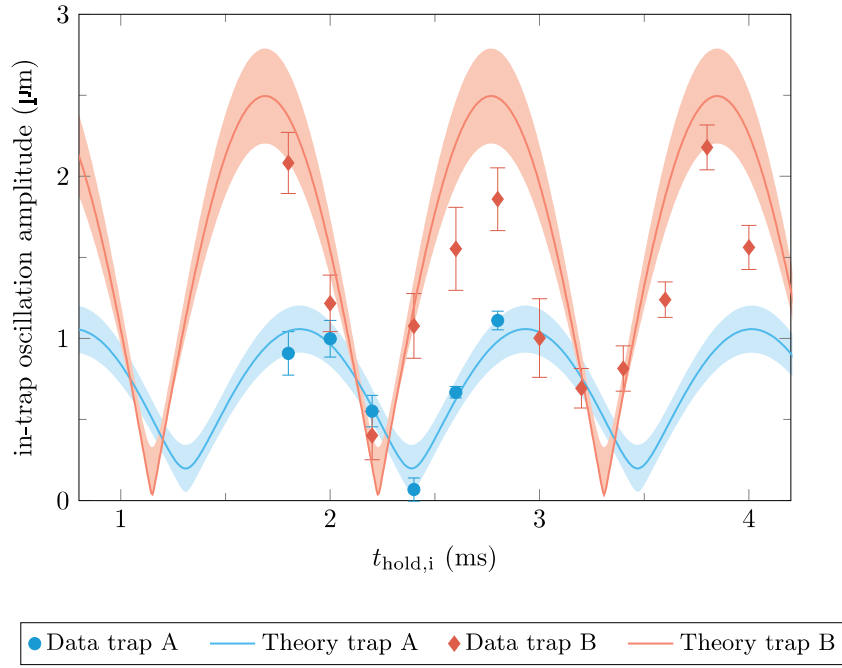 in-trap oscillation amplitude (μm)
3
2
1
0
1 2 3 4
t_hold,i (ms)
Data trap A Theory trap A Data trap B Theory trap B